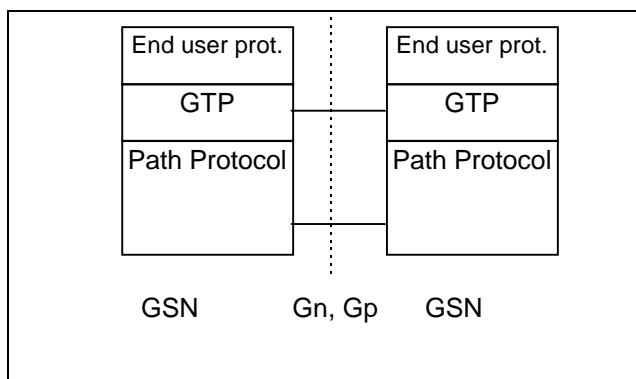 End user prot. End user prot.
GTP GTP
Path Protocol Path Protocol
GSN Gn, Gp GSN